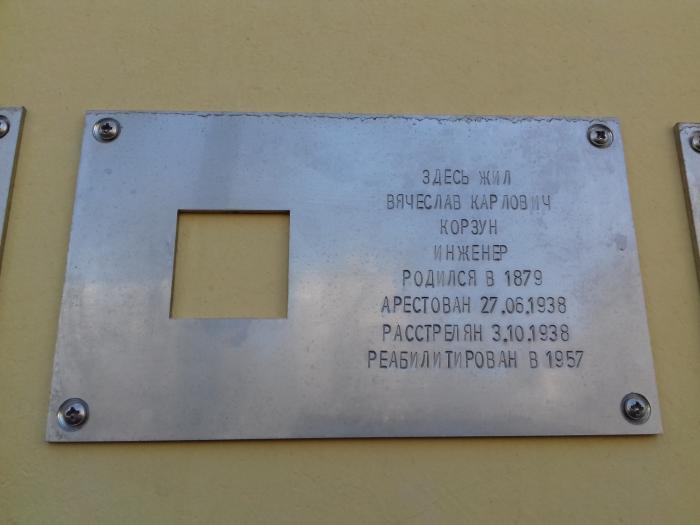 ЗДЕСЬ ЖИЛ
ВЯЧЕСЛАВ КАРЛОВИЧ
КОРЗУН
ИНЖЕНЕР
РОДИЛСЯ В 1879
АРЕСТОВАН 27.06.1938
РАССТРЕЛЯН 3.10.1938
РЕАБИЛИТИРОВАН В 1957